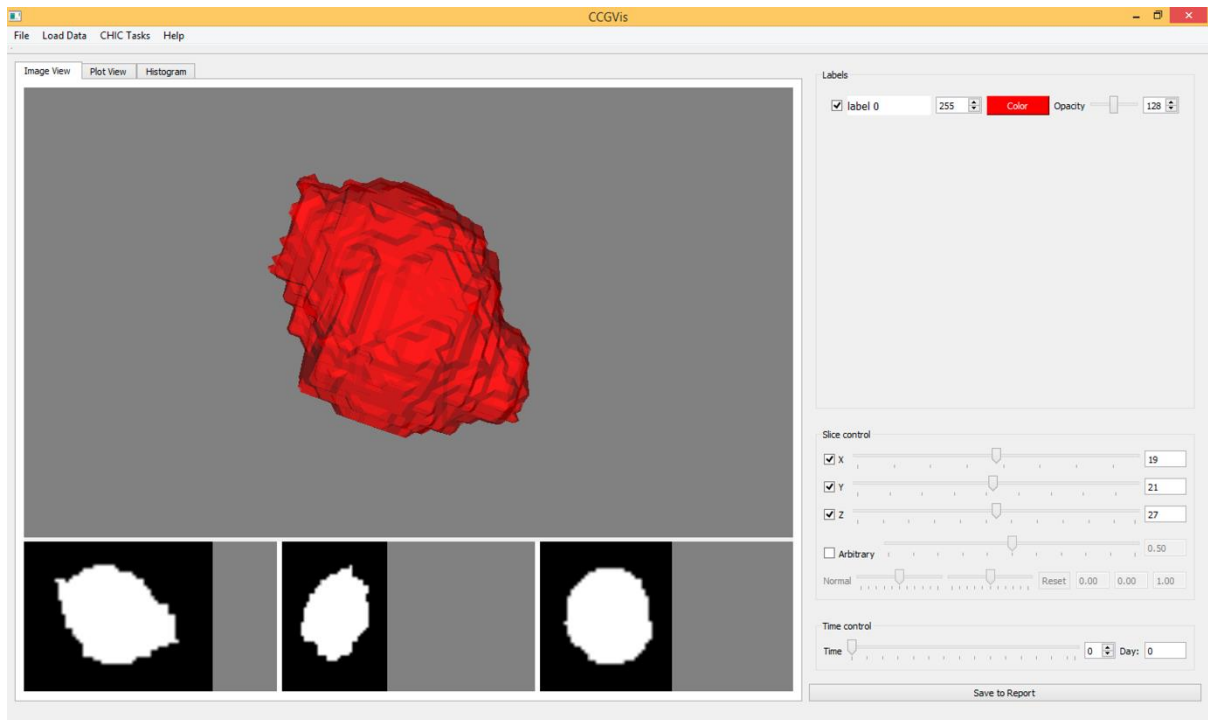 CCGVis
File Load Data CHIC Tasks Help
Image View Plot View Histogram
Labels
label 0 255 Color Opacity 128
Slice control
X 19
Y 21
Z 27
Arbitrary 0.50
Normal Reset 0.00 0.00 1.00
Time control
Time 0 Day: 0
Save to Report